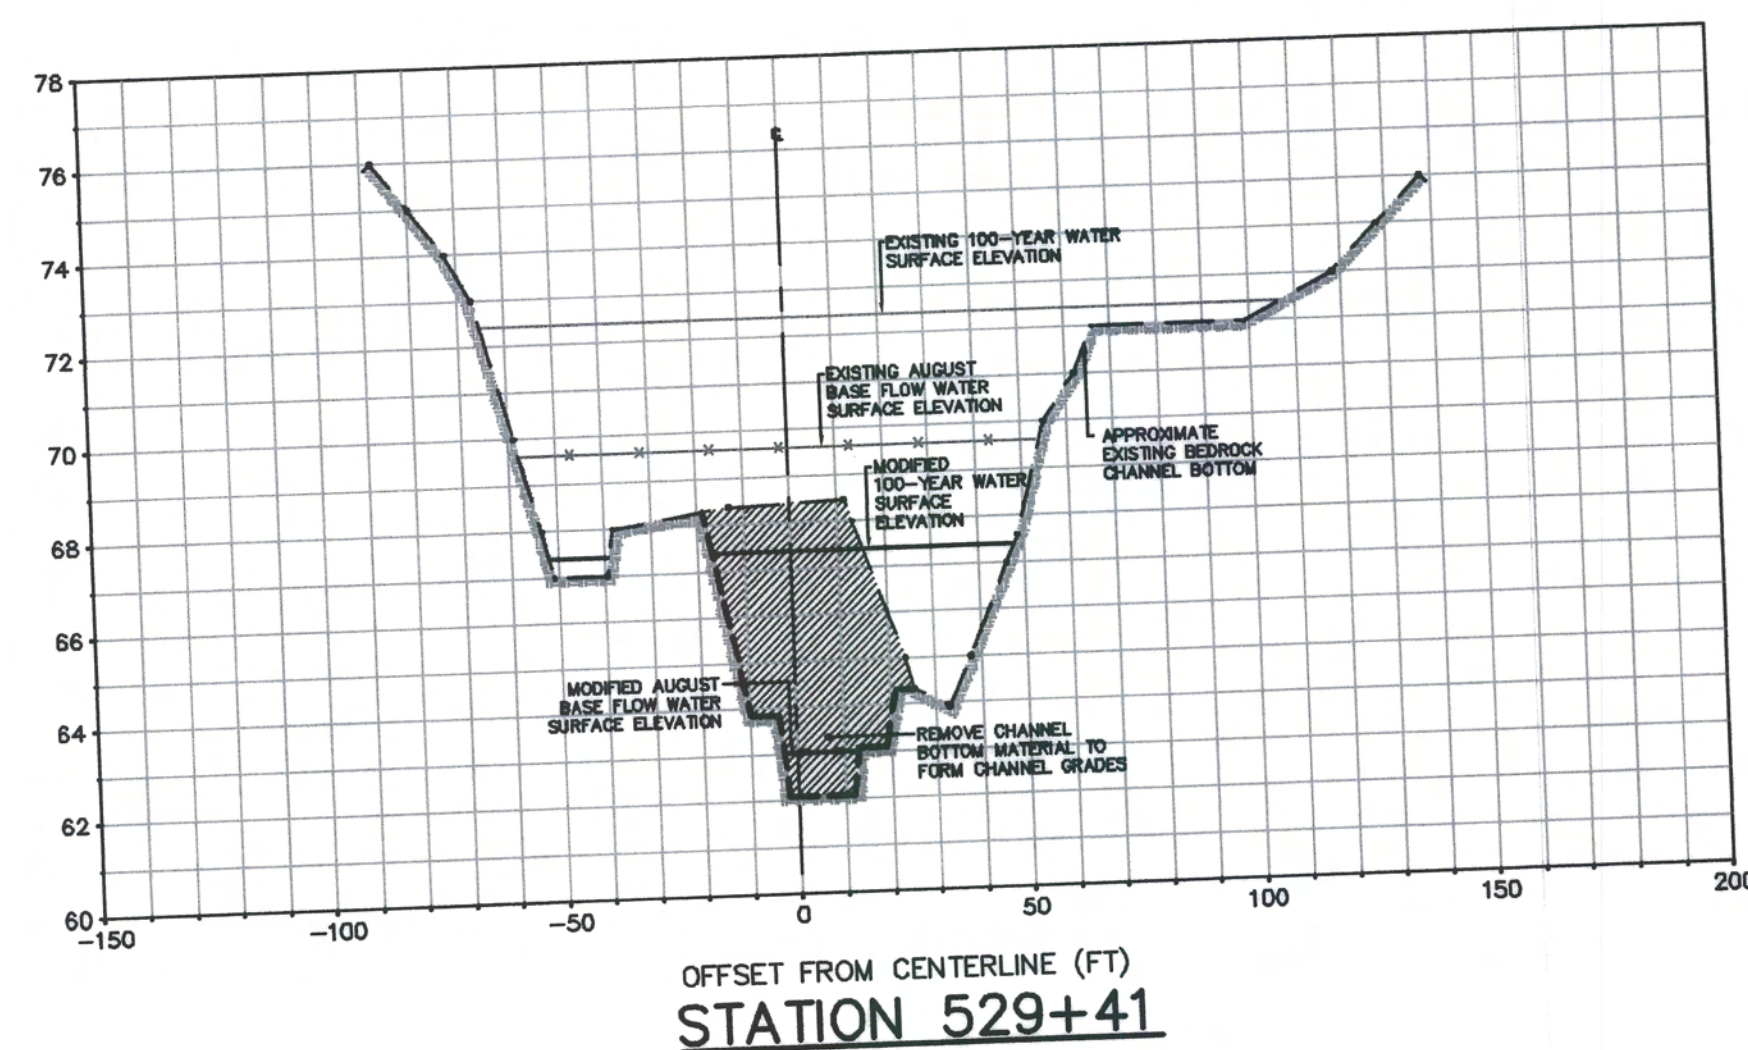 78
76
74
72
70
68
66
64
62
60
℄
EXISTING 100-YEAR WATER
SURFACE ELEVATION
EXISTING AUGUST
BASE FLOW WATER
SURFACE ELEVATION
APPROXIMATE
EXISTING BEDROCK
CHANNEL BOTTOM
MODIFIED
100-YEAR WATER
SURFACE
ELEVATION
MODIFIED AUGUST
BASE FLOW WATER
SURFACE ELEVATION
REMOVE CHANNEL
BOTTOM MATERIAL TO
FORM CHANNEL GRADES
-150
-100
-50
0
50
100
150
200
OFFSET FROM CENTERLINE (FT)
STATION 529+41